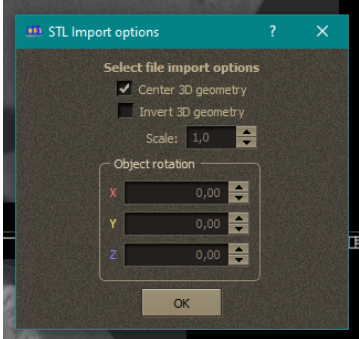 STL Import options
Select file import options
Center 3D geometry
Invert 3D geometry
Scale: 1,0
Object rotation
X 0,00
Y 0,00
Z 0,00
OK